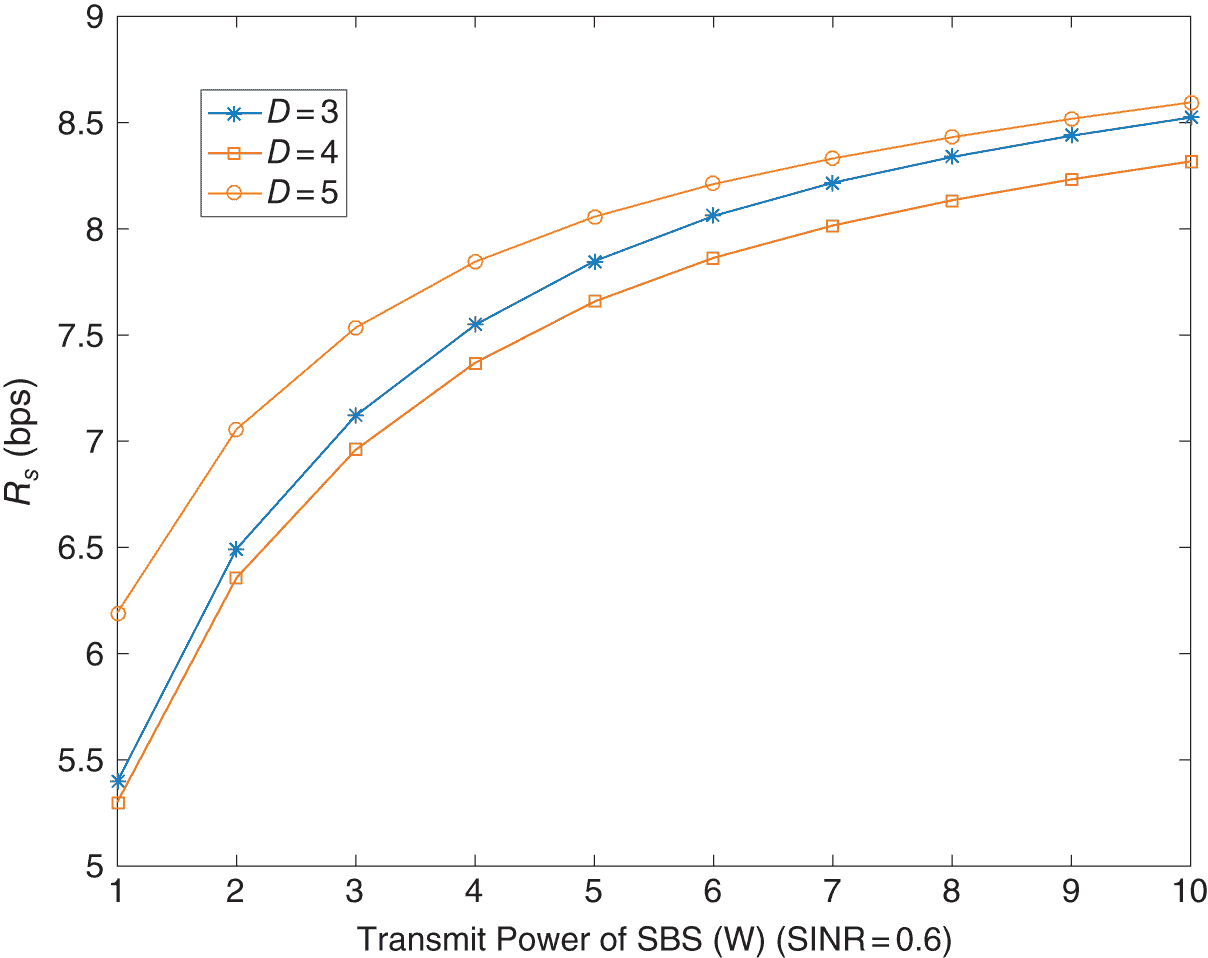 9
8.5
8
7.5
7
6.5
6
5.5
5
D = 3
D = 4
D = 5
R_s (bps)
1 2 3 4 5 6 7 8 9 10
Transmit Power of SBS (W) (SINR = 0.6)